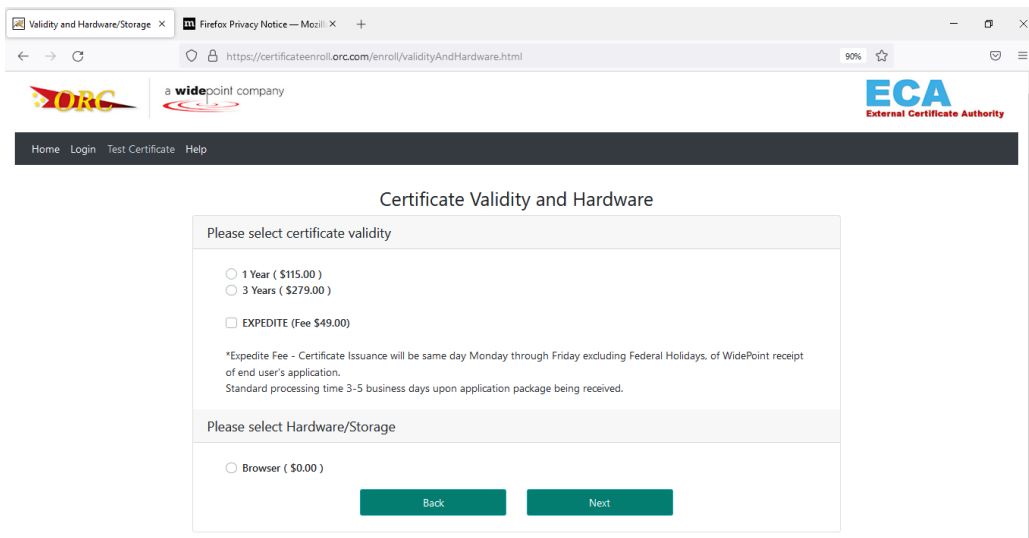 Validity and Hardware/Storage
Firefox Privacy Notice — Mozill
https://certificateenroll.orc.com/enroll/validityAndHardware.html
90%
ORC
a widepoint company
ECA
External Certificate Authority
Home Login Test Certificate Help
Certificate Validity and Hardware
Please select certificate validity
1 Year ( $115.00 )
3 Years ( $279.00 )
EXPEDITE (Fee $49.00)
*Expedite Fee - Certificate Issuance will be same day Monday through Friday excluding Federal Holidays, of WidePoint receipt
of end user's application.
Standard processing time 3-5 business days upon application package being received.
Please select Hardware/Storage
Browser ( $0.00 )
Back Next